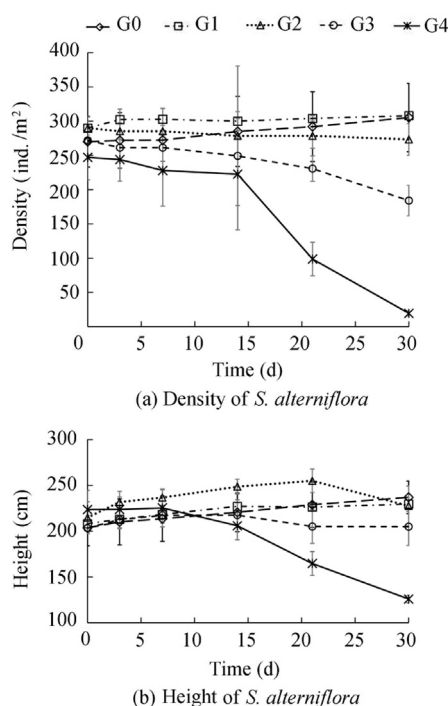 G0 G1 G2 G3 G4
400
350
300
250
200
150
100
50
0
Density (ind./m²)
0 5 10 15 20 25 30
Time (d)
(a) Density of S. alterniflora
300
250
200
150
100
Height (cm)
0 5 10 15 20 25 30
Time (d)
(b) Height of S. alterniflora